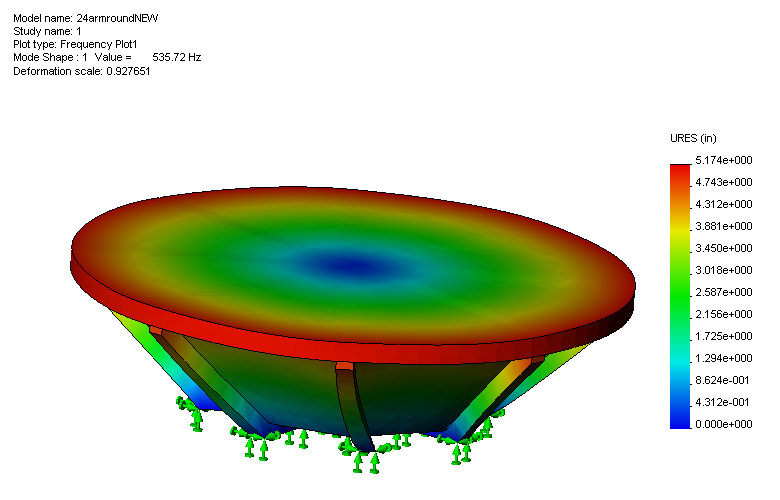 Model name: 24armroundNEW
Study name: 1
Plot type: Frequency Plot1
Mode Shape : 1 Value = 535.72 Hz
Deformation scale: 0.927651
URES (in)
5.174e+000
4.743e+000
4.312e+000
3.881e+000
3.450e+000
3.018e+000
2.587e+000
2.156e+000
1.725e+000
1.294e+000
8.624e-001
4.312e-001
0.000e+000